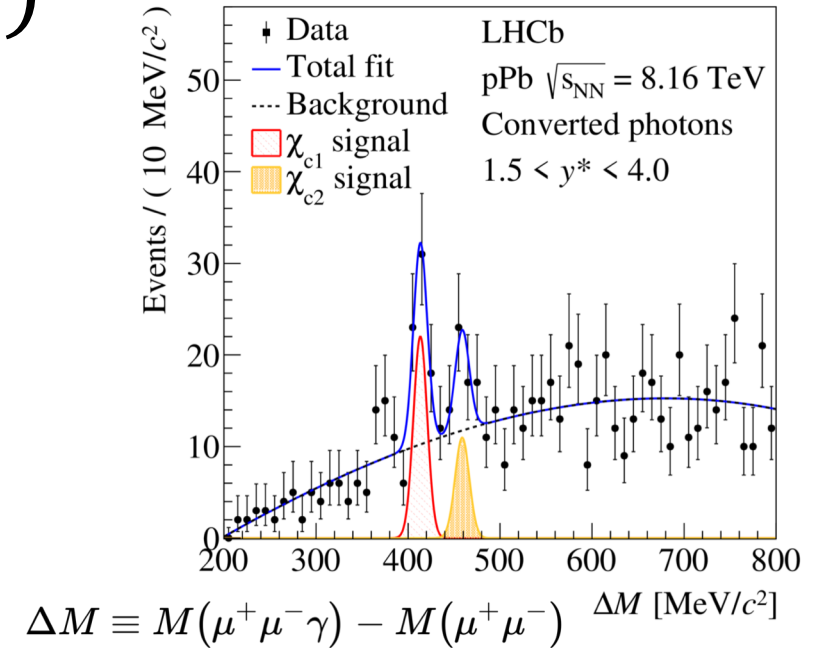 )
Events / ( 10 MeV/c² )
50
40
30
20
10
0
Data
Total fit
Background
χc1 signal
χc2 signal
LHCb
pPb √sNN = 8.16 TeV
Converted photons
1.5 < y* < 4.0
200 300 400 500 600 700 800
ΔM [MeV/c²]
ΔM ≡ M(μ⁺μ⁻γ) − M(μ⁺μ⁻)